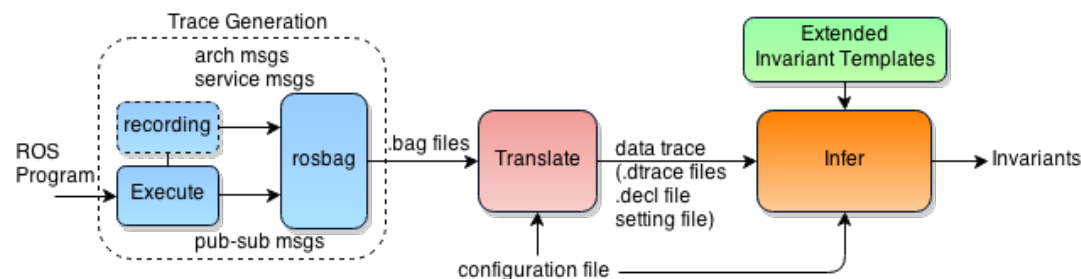 Trace Generation
arch msgs
service msgs
recording
ROS
Program
Execute
rosbag
pub-sub msgs
.bag files
Translate
data trace
(.dtrace files
.decl file
setting file)
Extended
Invariant Templates
Infer
Invariants
configuration file